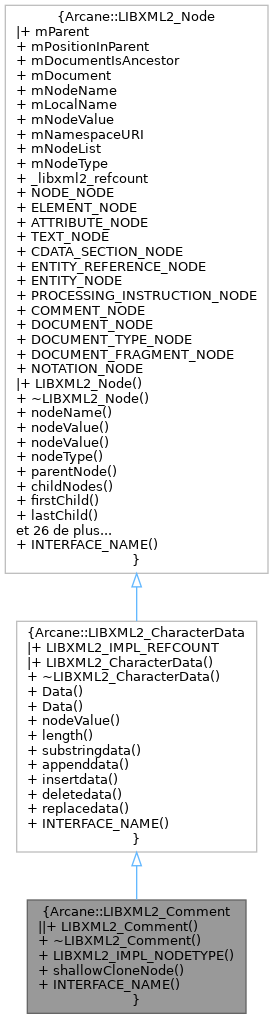 {Arcane::LIBXML2_Node
|+ mParent
+ mPositionInParent
+ mDocumentIsAncestor
+ mDocument
+ mNodeName
+ mLocalName
+ mNodeValue
+ mNamespaceURI
+ mNodeList
+ mNodeType
+ _libxml2_refcount
+ NODE_NODE
+ ELEMENT_NODE
+ ATTRIBUTE_NODE
+ TEXT_NODE
+ CDATA_SECTION_NODE
+ ENTITY_REFERENCE_NODE
+ ENTITY_NODE
+ PROCESSING_INSTRUCTION_NODE
+ COMMENT_NODE
+ DOCUMENT_NODE
+ DOCUMENT_TYPE_NODE
+ DOCUMENT_FRAGMENT_NODE
+ NOTATION_NODE
|+ LIBXML2_Node()
+ ~LIBXML2_Node()
+ nodeName()
+ nodeValue()
+ nodeValue()
+ nodeType()
+ parentNode()
+ childNodes()
+ firstChild()
+ lastChild()
et 26 de plus...
+ INTERFACE_NAME()
}
{Arcane::LIBXML2_CharacterData
|+ LIBXML2_IMPL_REFCOUNT
|+ LIBXML2_CharacterData()
+ ~LIBXML2_CharacterData()
+ Data()
+ Data()
+ nodeValue()
+ length()
+ substringdata()
+ appenddata()
+ insertdata()
+ deletedata()
+ replacedata()
+ INTERFACE_NAME()
}
{Arcane::LIBXML2_Comment
||+ LIBXML2_Comment()
+ ~LIBXML2_Comment()
+ LIBXML2_IMPL_NODETYPE()
+ shallowCloneNode()
+ INTERFACE_NAME()
}